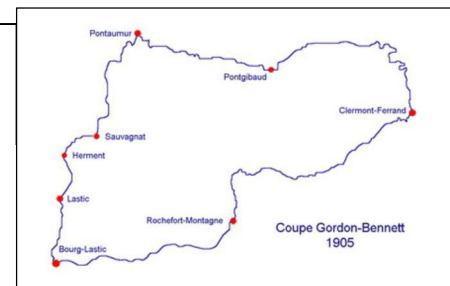 Pontaumur
Pontgibaud
Clermont-Ferrand
Sauvagnat
Herment
Lastic
Rochefort-Montagne
Bourg-Lastic
Coupe Gordon-Bennett
1905